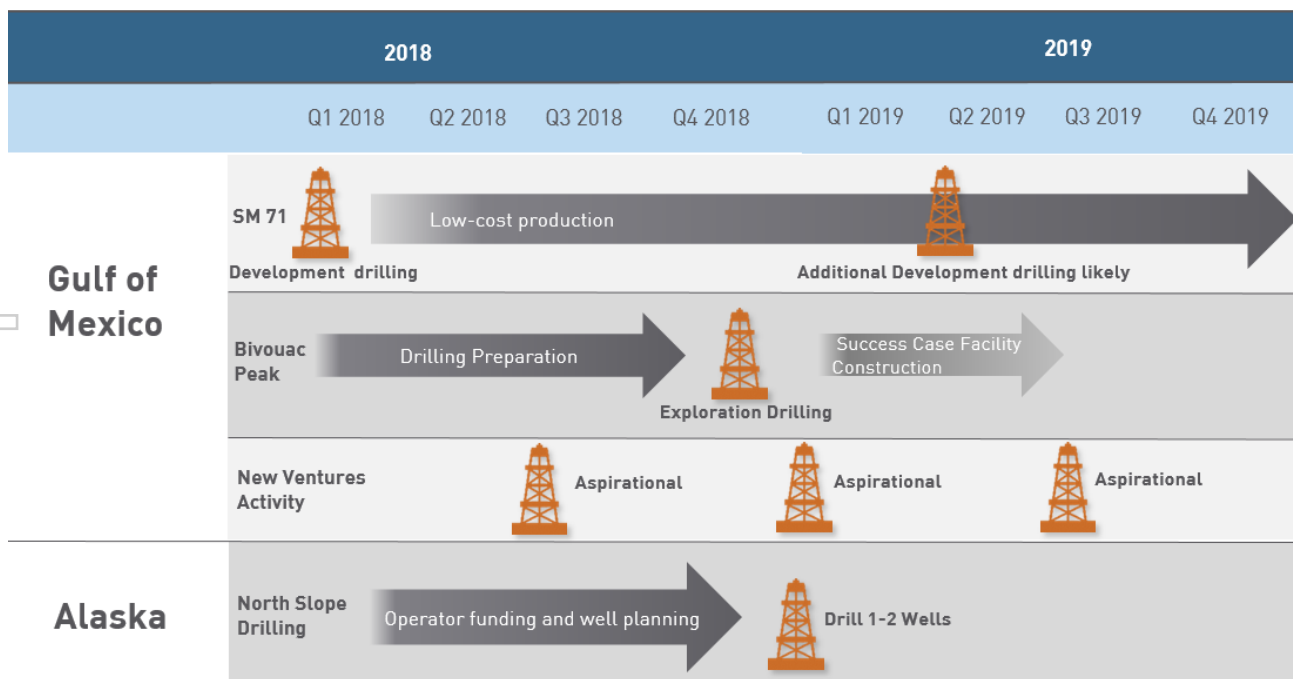 2018
2019
Q1 2018
Q2 2018
Q3 2018
Q4 2018
Q1 2019
Q2 2019
Q3 2019
Q4 2019
Gulf of
Mexico
SM 71
Low-cost production
Development drilling
Additional Development drilling likely
Bivouac
Peak
Drilling Preparation
Success Case Facility
Construction
Exploration Drilling
New Ventures
Activity
Aspirational
Aspirational
Aspirational
Alaska
North Slope
Drilling
Operator funding and well planning
Drill 1-2 Wells